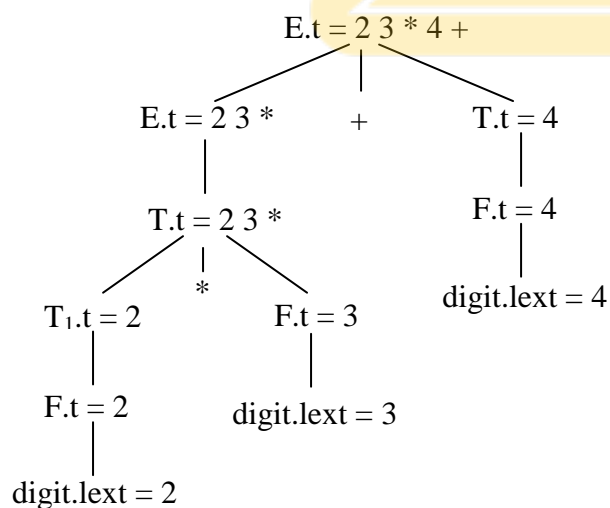 E.t = 2 3 * 4 +
E.t = 2 3 *
+
T.t = 4
T.t = 2 3 *
F.t = 4
*
T₁.t = 2
F.t = 3
digit.lext = 4
F.t = 2
digit.lext = 3
digit.lext = 2